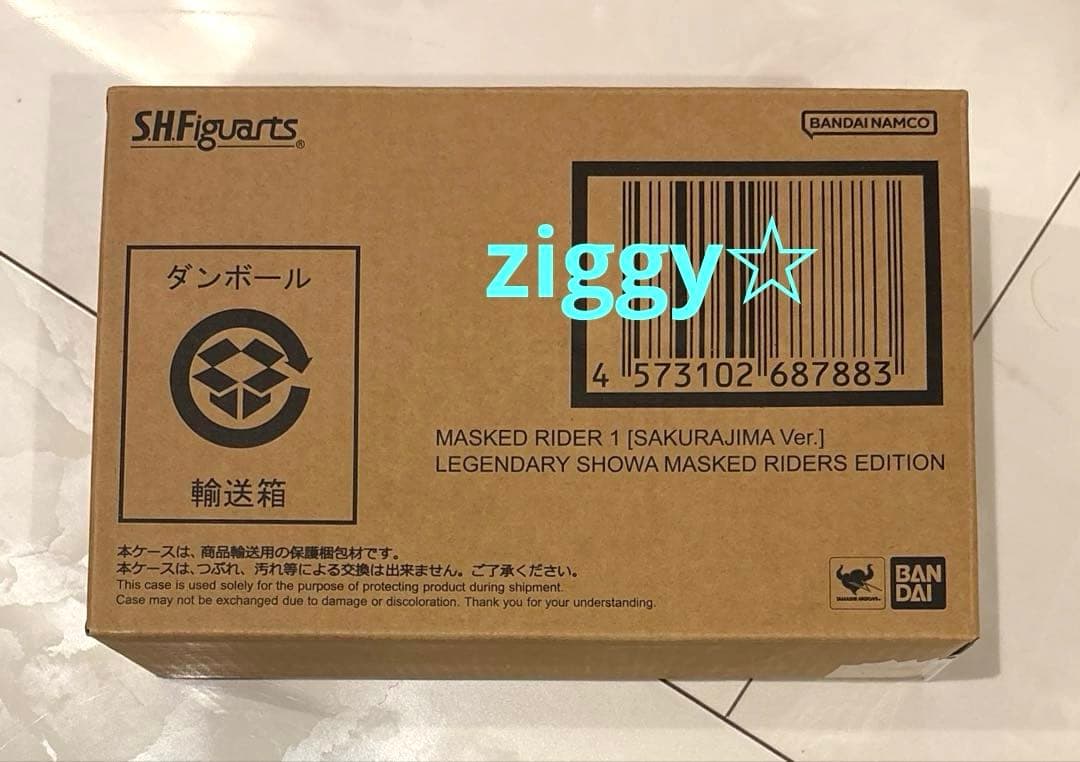 S.H.Figuarts®
BANDAI NAMCO
ziggy☆
4 573102 687883
ダンボール
輸送箱
MASKED RIDER 1 [SAKURAJIMA Ver.]
LEGENDARY SHOWA MASKED RIDERS EDITION
本ケースは、商品輸送用の保護梱包材です。
本ケースは、つぶれ、汚れ等による交換は出来ません。ご了承ください。
This case is used solely for the purpose of protecting product during shipment.
Case may not be exchanged due to damage or discoloration. Thank you for your understanding.
TAMASHII NATIONS
BAN
DAI